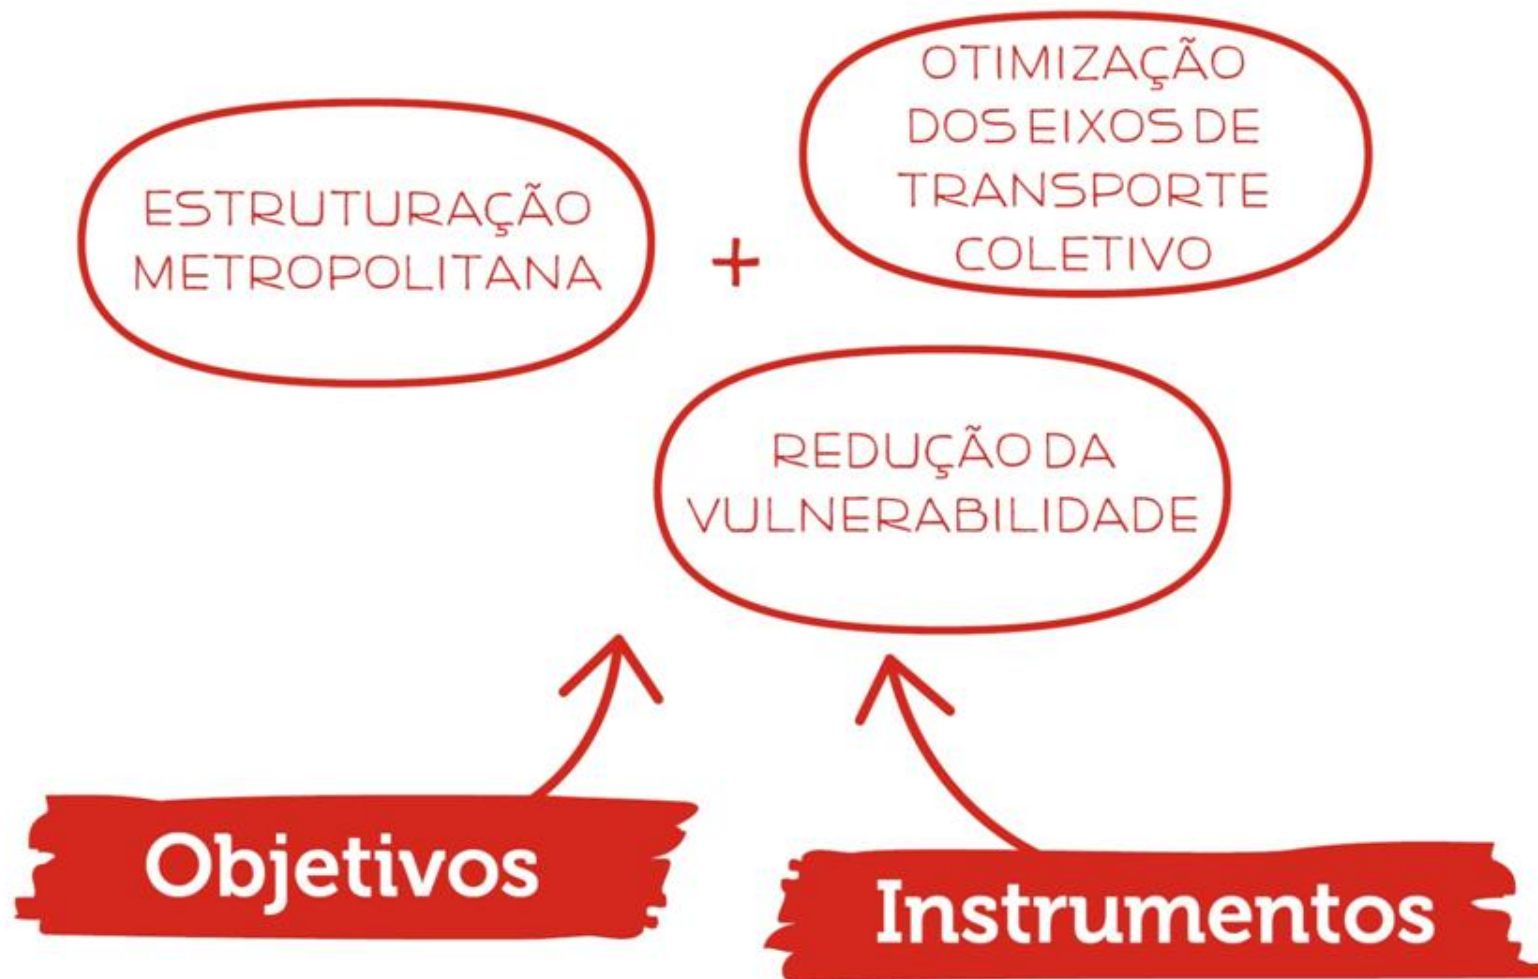 ESTRUTURAÇÃO
METROPOLITANA
+
OTIMIZAÇÃO
DOS EIXOS DE
TRANSPORTE
COLETIVO
REDUÇÃO DA
VULNERABILIDADE
Objetivos
Instrumentos